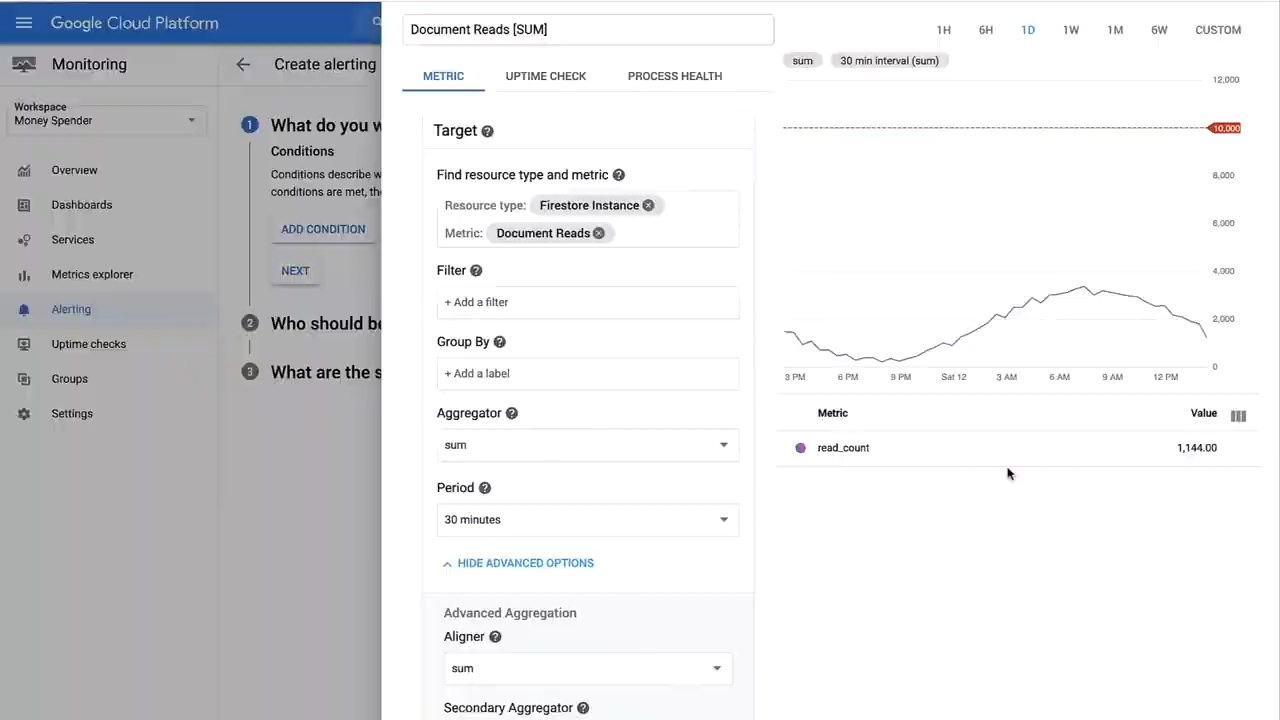 Google Cloud Platform
Monitoring
Workspace
Money Spender
Overview
Dashboards
Services
Metrics explorer
Alerting
Uptime checks
Groups
Settings
Create alerting
1 What do you w
Conditions
Conditions describe w
conditions are met, the
ADD CONDITION
NEXT
2 Who should be
3 What are the s
Document Reads [SUM]
METRIC UPTIME CHECK PROCESS HEALTH
Target
Find resource type and metric
Resource type: Firestore Instance
Metric: Document Reads
Filter
+ Add a filter
Group By
+ Add a label
Aggregator
sum
Period
30 minutes
HIDE ADVANCED OPTIONS
Advanced Aggregation
Aligner
sum
Secondary Aggregator
1H 6H 1D 1W 1M 6W CUSTOM
sum 30 min interval (sum)
12,000
10,000
8,000
6,000
4,000
2,000
0
3 PM 6 PM 9 PM Sat 12 3 AM 6 AM 9 AM 12 PM
Metric Value
read_count 1,144.00